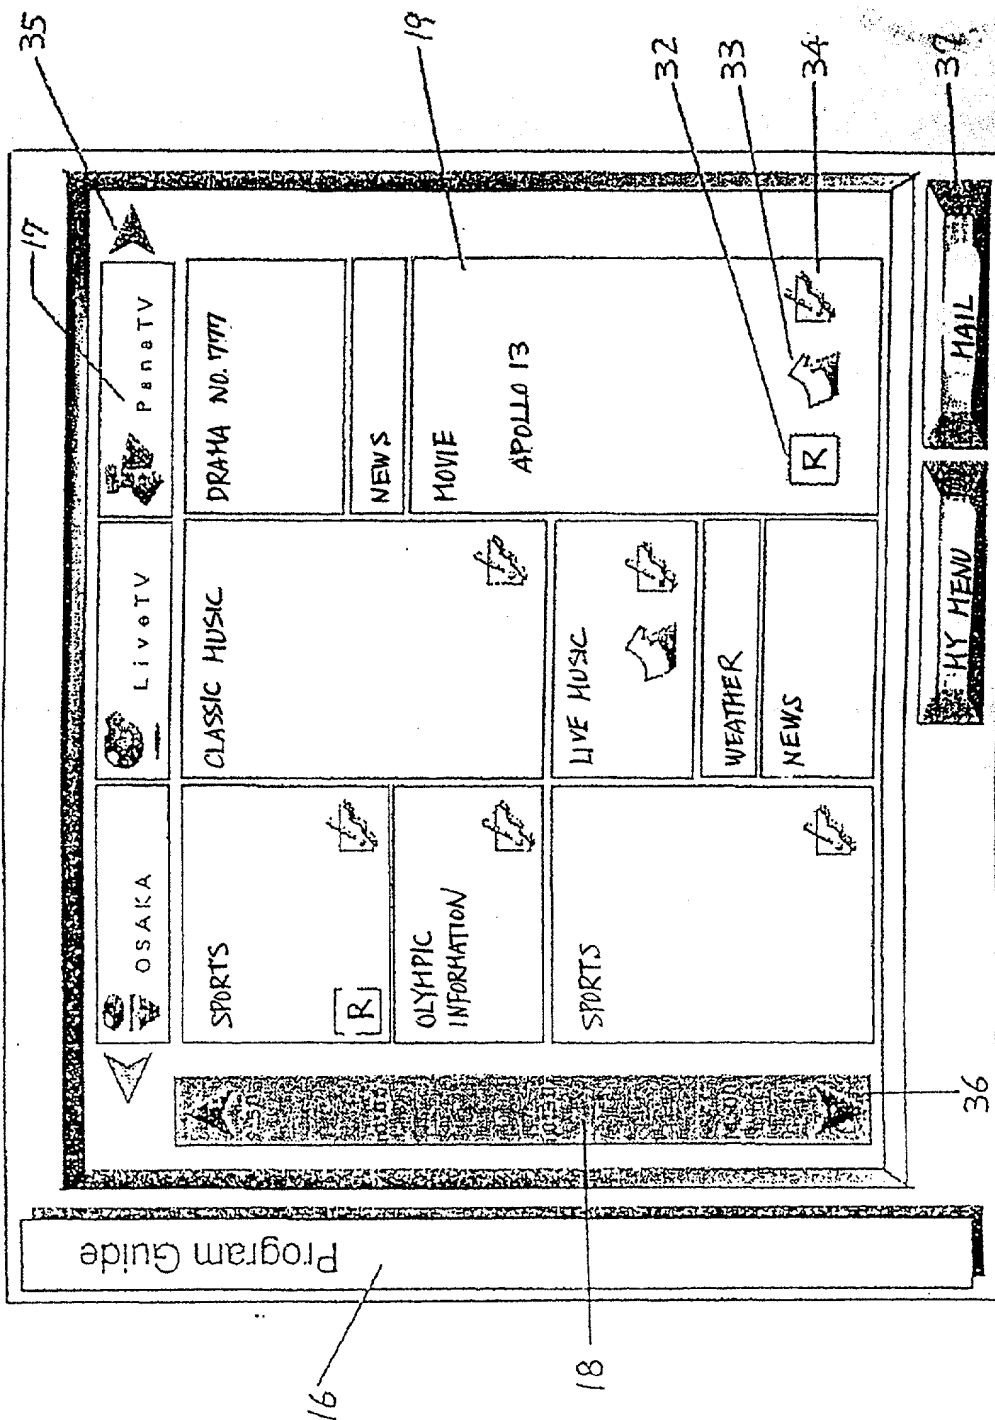 35
17
19
32
33
34
37
36
18
16
Program Guide
OSAKA
LiveTV
PanaTV
SPORTS
R
OLYMPIC
INFORMATION
SPORTS
CLASSIC MUSIC
LIVE MUSIC
WEATHER
NEWS
DRAMA NO. 777
NEWS
MOVIE
APOLLO 13
R
MY MENU
MAIL